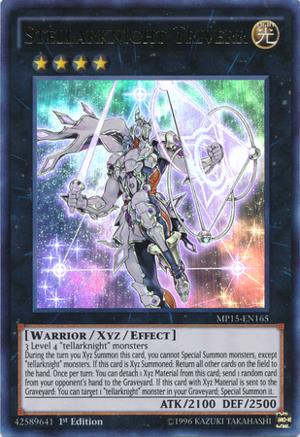 STELLARKNIGHT TRIVERR
光
MP15-EN165
[WARRIOR / XYZ / EFFECT]
3 Level 4 "tellarknight" monsters
During the turn you Xyz Summon this card, you cannot Special Summon monsters, except
"tellarknight" monsters. If this card is Xyz Summoned: Return all other cards on the field to
the hand. Once per turn: You can detach 1 Xyz Material from this card; send 1 random card
from your opponent's hand to the Graveyard. If this card with Xyz Material is sent to the
Graveyard: You can target 1 "tellarknight" monster in your Graveyard; Special Summon it.
ATK/2100 DEF/2500
42589641 1st Edition ©1996 KAZUKI TAKAHASHI